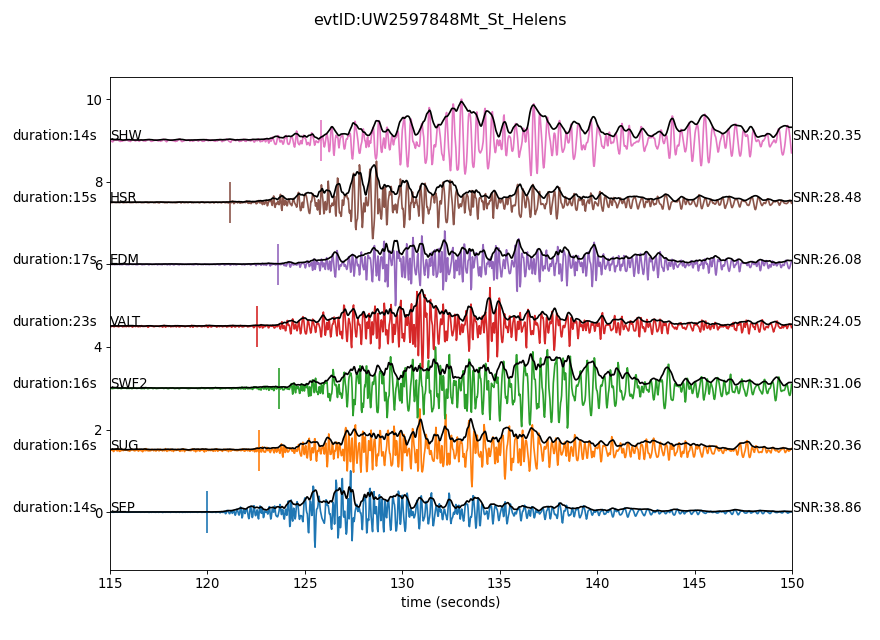 evtID:UW2597848Mt_St_Helens
10
duration:14s SHW SNR:20.35
8
duration:15s HSR SNR:28.48
duration:17s EDM SNR:26.08
6
duration:23s VALT SNR:24.05
4
duration:16s SWF2 SNR:31.06
2
duration:16s SUG SNR:20.36
duration:14s SEP SNR:38.86
0
115 120 125 130 135 140 145 150
time (seconds)